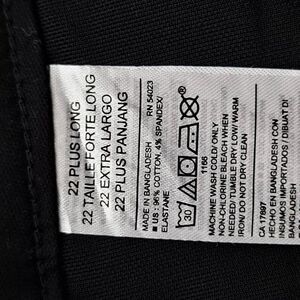 22 PLUS LONG
22 TAILLE FORTE LONG
22 EXTRA LARGO
22 PLUS PANJANG
MADE IN BANGLADESH RN 54023
■ US : 96% COTTON, 4% SPANDEX/
ELASTANE
30
1166
MACHINE WASH COLD/ ONLY
NON-CHLORINE BLEACH WHEN
NEEDED/ TUMBLE DRY LOW/ WARM
IRON/ DO NOT DRY CLEAN
CA 17897
HECHO EN BANGLADESH CON
INSUMOS IMPORTADOS / DIBUAT DI
BANGLADESH